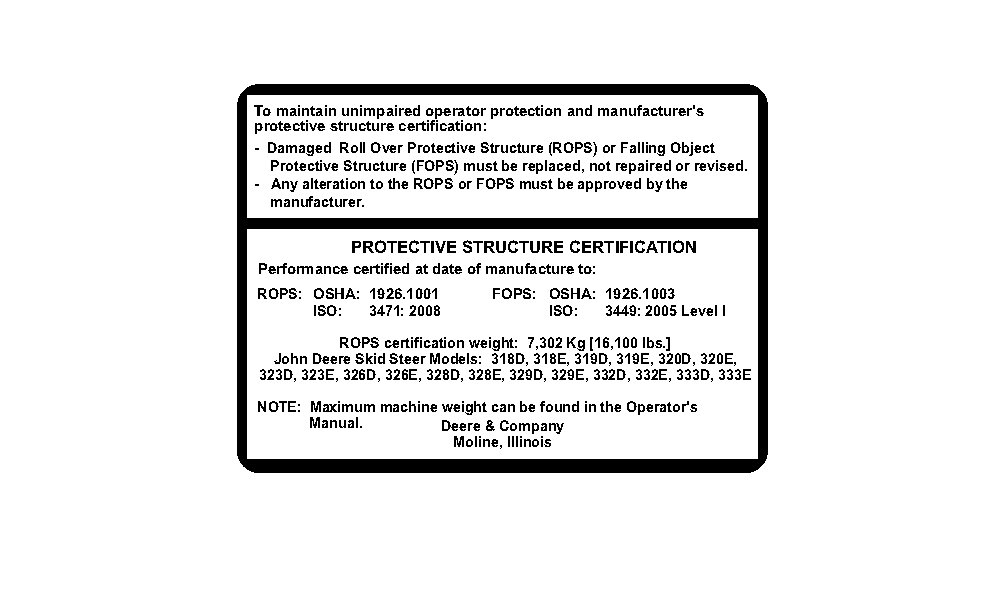 To maintain unimpaired operator protection and manufacturer's
protective structure certification:
- Damaged Roll Over Protective Structure (ROPS) or Falling Object
Protective Structure (FOPS) must be replaced, not repaired or revised.
- Any alteration to the ROPS or FOPS must be approved by the
manufacturer.
PROTECTIVE STRUCTURE CERTIFICATION
Performance certified at date of manufacture to:
ROPS: OSHA: 1926.1001 FOPS: OSHA: 1926.1003
ISO: 3471: 2008 ISO: 3449: 2005 Level I
ROPS certification weight: 7,302 Kg [16,100 lbs.]
John Deere Skid Steer Models: 318D, 318E, 319D, 319E, 320D, 320E,
323D, 323E, 326D, 326E, 328D, 328E, 329D, 329E, 332D, 332E, 333D, 333E
NOTE: Maximum machine weight can be found in the Operator's
Manual.
Deere & Company
Moline, Illinois